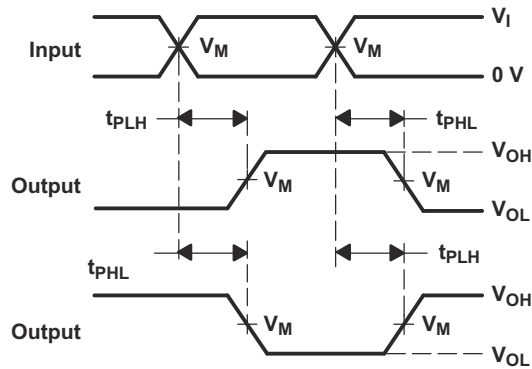 V_I
Input V_M V_M
0 V
t_PLH t_PHL
V_OH
Output V_M V_M
V_OL
t_PHL t_PLH
V_OH
Output V_M V_M
V_OL